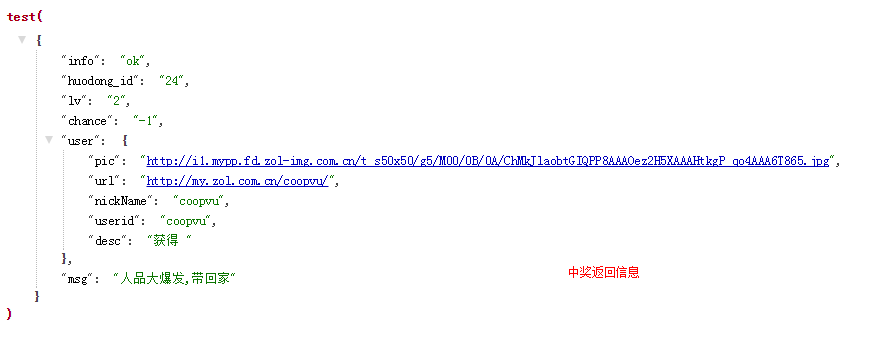 test(
{
"info": "ok",
"huodong_id": "24",
"lv": "2",
"chance": "-1",
"user": {
"pic": "http://i1.mypp.fd.zol-img.com.cn/t_s50x50/g5/M00/0B/0A/ChMkJlaobtGIQPP8AAAOez2H5XAAAHtkgP_qo4AAA6T865.jpg",
"url": "http://my.zol.com.cn/coopvu/",
"nickName": "coopvu",
"userid": "coopvu",
"desc": "获得 "
},
"msg": "人品大爆发,带回家"
中奖返回信息
}
)